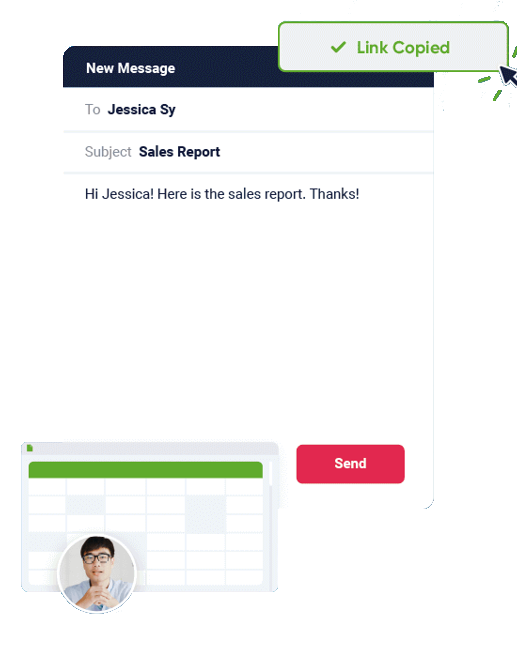 Link Copied
New Message
To Jessica Sy
Subject Sales Report
Hi Jessica! Here is the sales report. Thanks!
Send